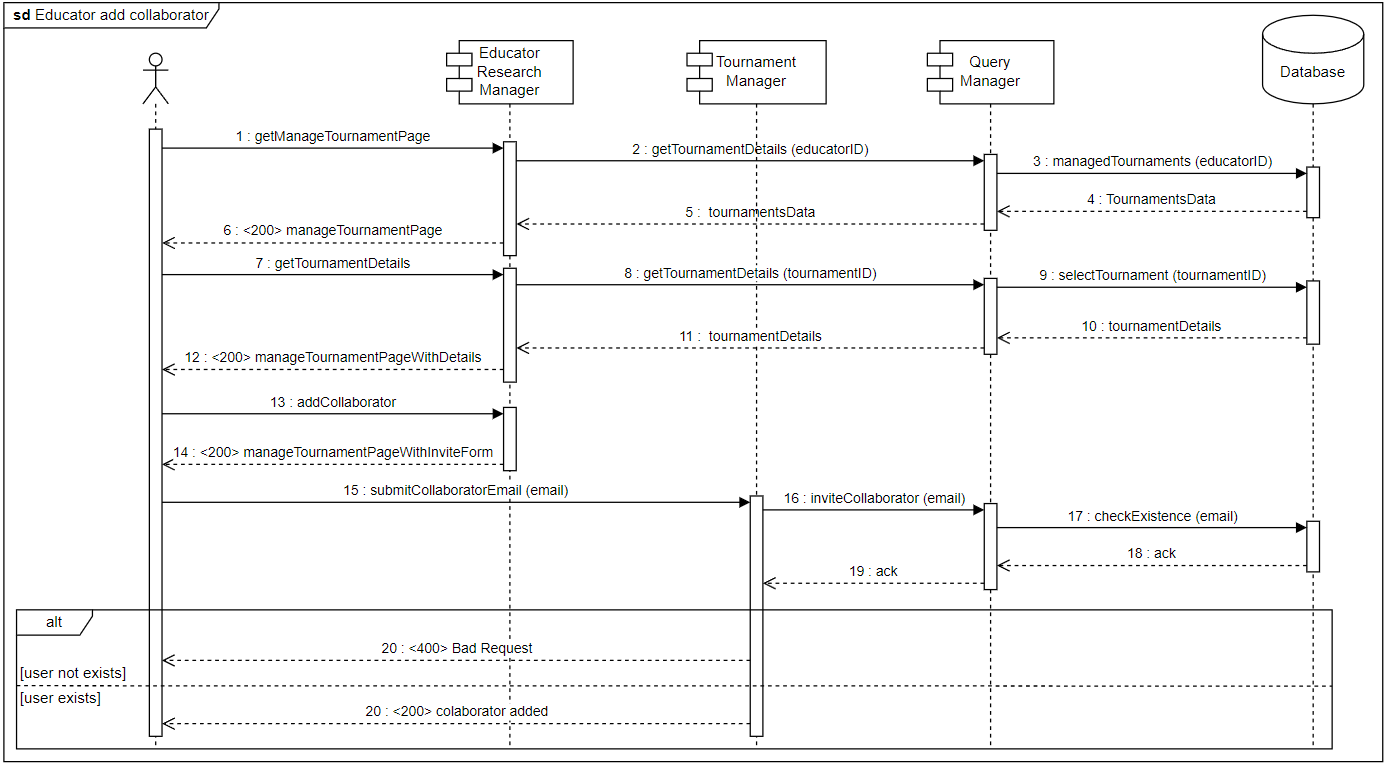 sd Educator add collaborator
Educator
Research
Manager
Tournament
Manager
Query
Manager
Database
1 : getManageTournamentPage
2 : getTournamentDetails (educatorID)
3 : managedTournaments (educatorID)
4 : TournamentsData
5 : tournamentsData
6 : <200> manageTournamentPage
7 : getTournamentDetails
8 : getTournamentDetails (tournamentID)
9 : selectTournament (tournamentID)
10 : tournamentDetails
11 : tournamentDetails
12 : <200> manageTournamentPageWithDetails
13 : addCollaborator
14 : <200> manageTournamentPageWithInviteForm
15 : submitCollaboratorEmail (email)
16 : inviteCollaborator (email)
17 : checkExistence (email)
18 : ack
19 : ack
alt
20 : <400> Bad Request
[user not exists]
[user exists]
20 : <200> colaborator added